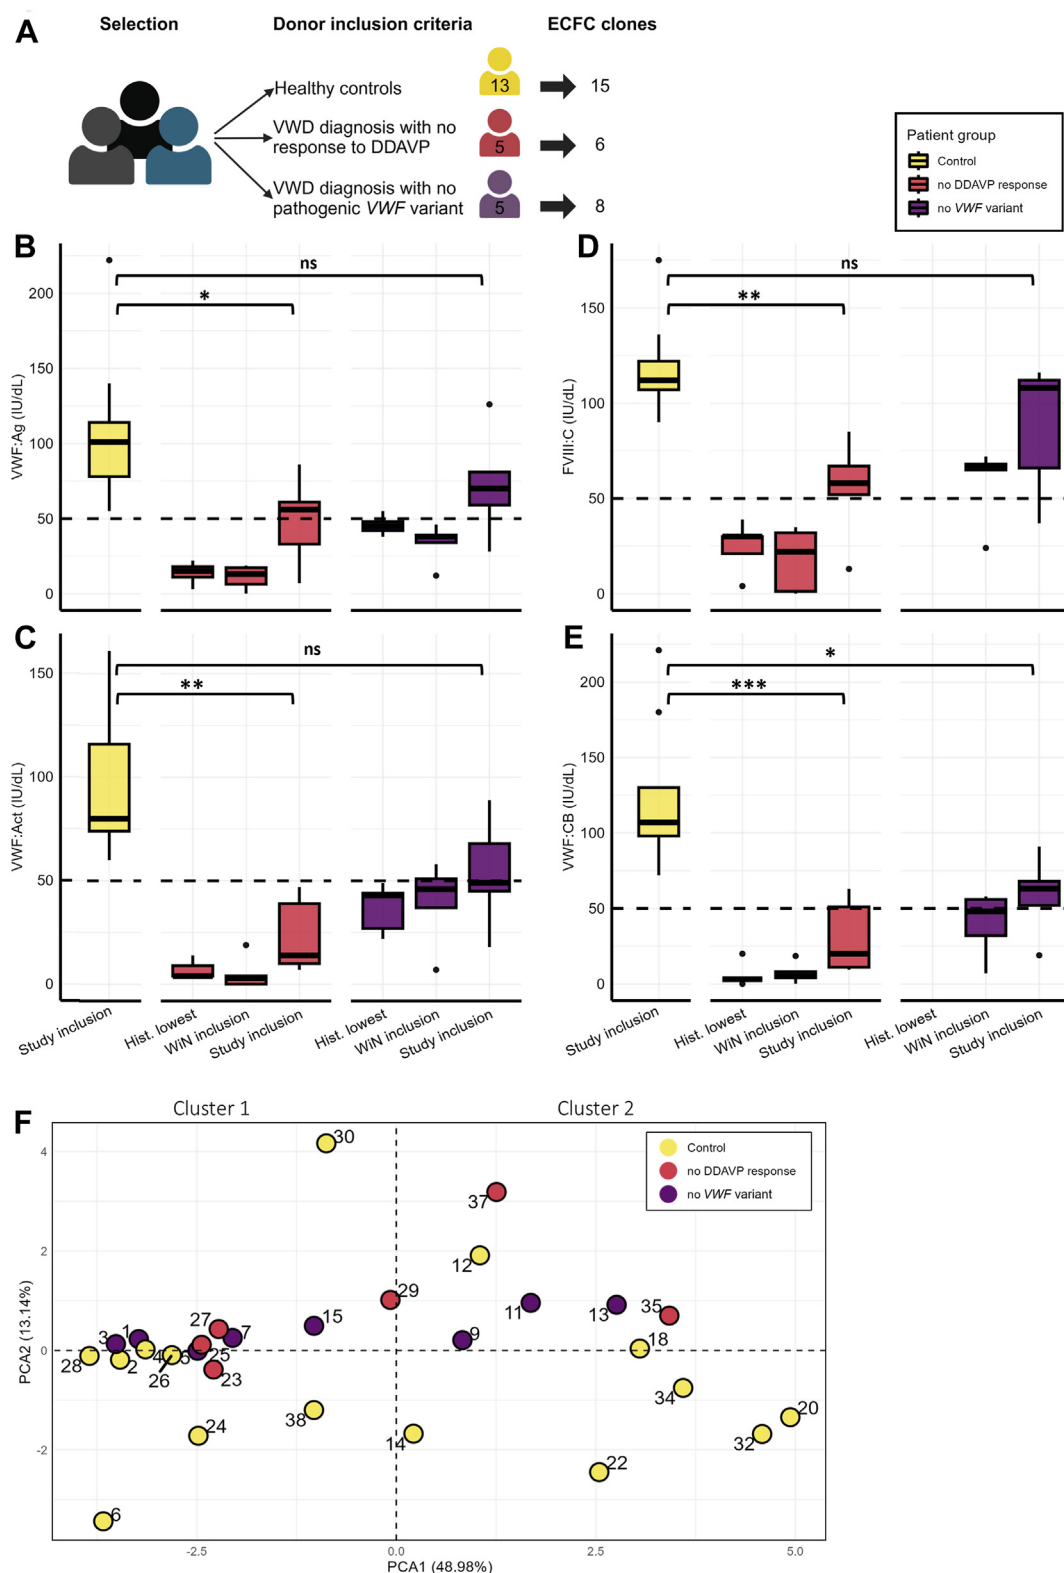 A
Selection
Donor inclusion criteria
ECFC clones
Healthy controls
13
15
VWD diagnosis with no
response to DDAVP
5
6
VWD diagnosis with no
pathogenic VWF variant
5
8
Patient group
Control
no DDAVP response
no VWF variant
B
VWF:Ag (IU/dL)
200
150
100
50
0
ns
*
D
FVIII:C (IU/dL)
150
100
50
0
ns
**
C
VWF:Act (IU/dL)
150
100
50
0
ns
**
Study inclusion
Hist. lowest
WiN inclusion
Study inclusion
Hist. lowest
WiN inclusion
Study inclusion
E
VWF:CB (IU/dL)
200
150
100
50
0
*
***
Study inclusion
Hist. lowest
WiN inclusion
Study inclusion
Hist. lowest
WiN inclusion
Study inclusion
F
Cluster 1
Cluster 2
Control
no DDAVP response
no VWF variant
PCA2 (13.14%)
4
2
0
-2
30
37
12
29
11
13
35
15
27
7
1
3
9
18
28
2
4
26
5
25
23
34
24
38
14
20
32
22
6
-2.5
0.0
2.5
5.0
PCA1 (48.98%)